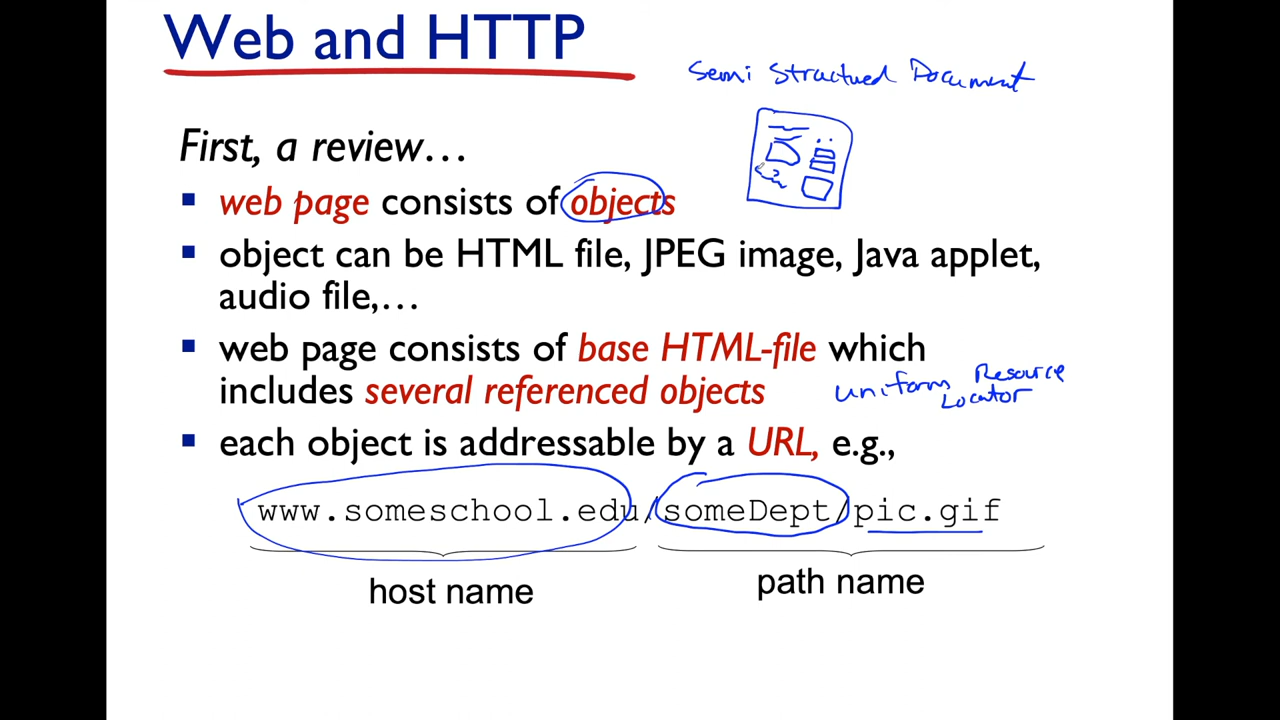 Web and HTTP
Semi Structured Document
First, a review…
▪ web page consists of objects
▪ object can be HTML file, JPEG image, Java applet,
audio file,…
▪ web page consists of base HTML-file which
includes several referenced objects
Uniform Resource
Locator
▪ each object is addressable by a URL, e.g.,
www.someschool.edu/someDept/pic.gif
host name
path name